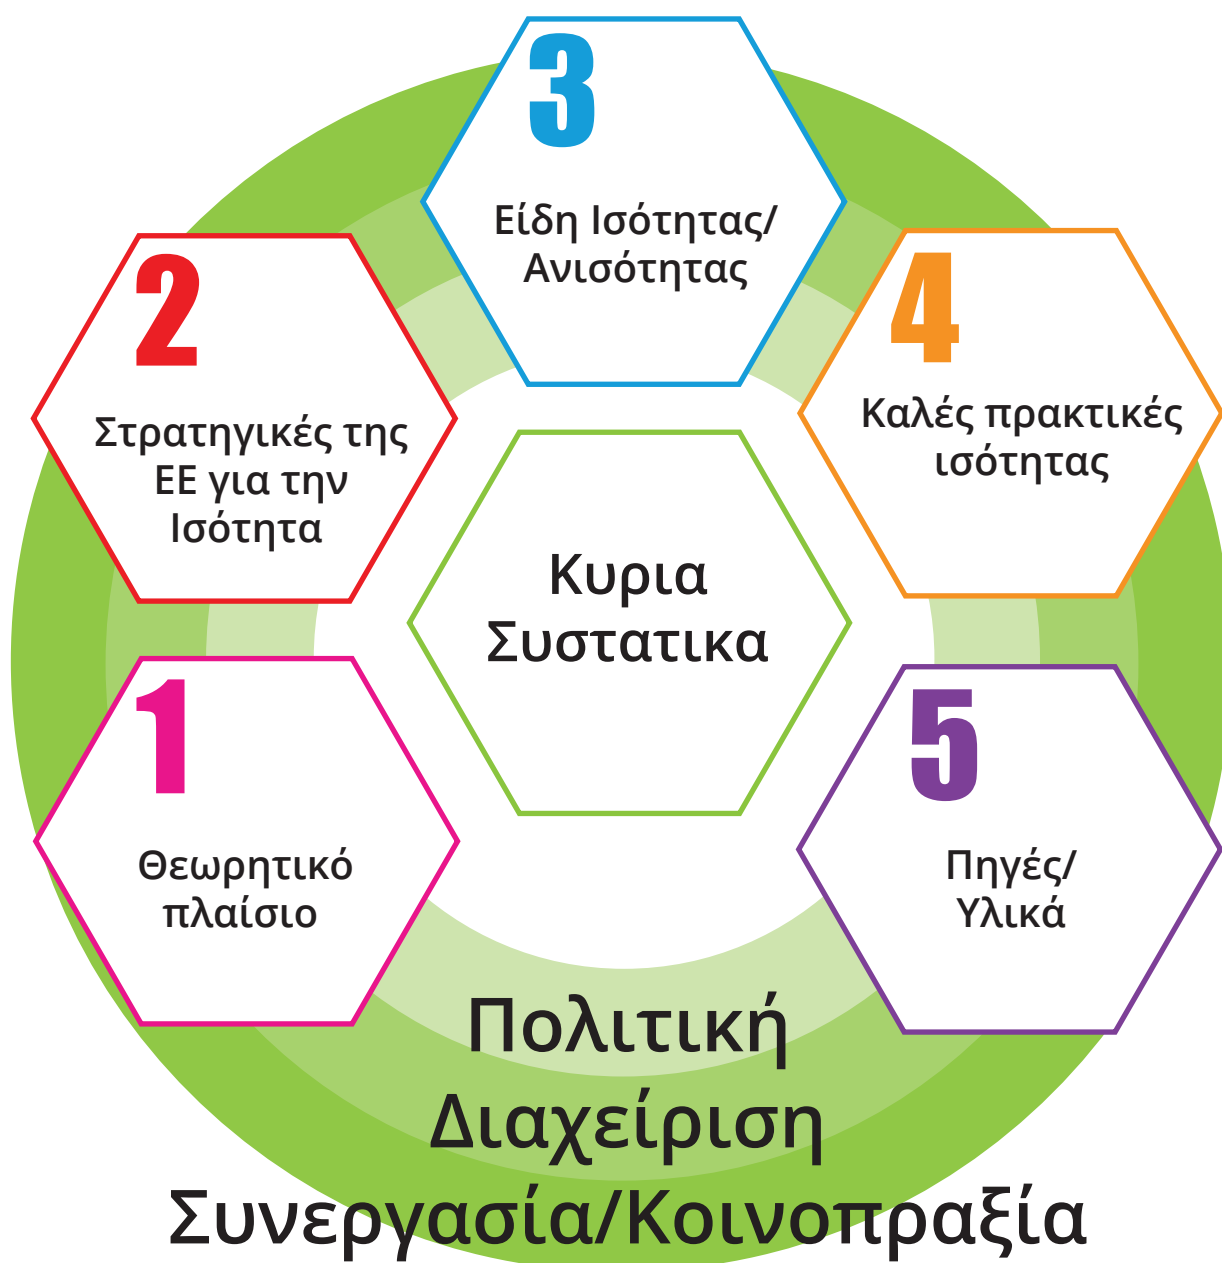 3
Είδη Ισότητας/
Ανισότητας
2
Στρατηγικές της
ΕΕ για την
Ισότητα
4
Καλές πρακτικές
ισότητας
Κυρια
Συστατικα
1
Θεωρητικό
πλαίσιο
5
Πηγές/
Υλικά
Πολιτική
Διαχείριση
Συνεργασία/Κοινοπραξία